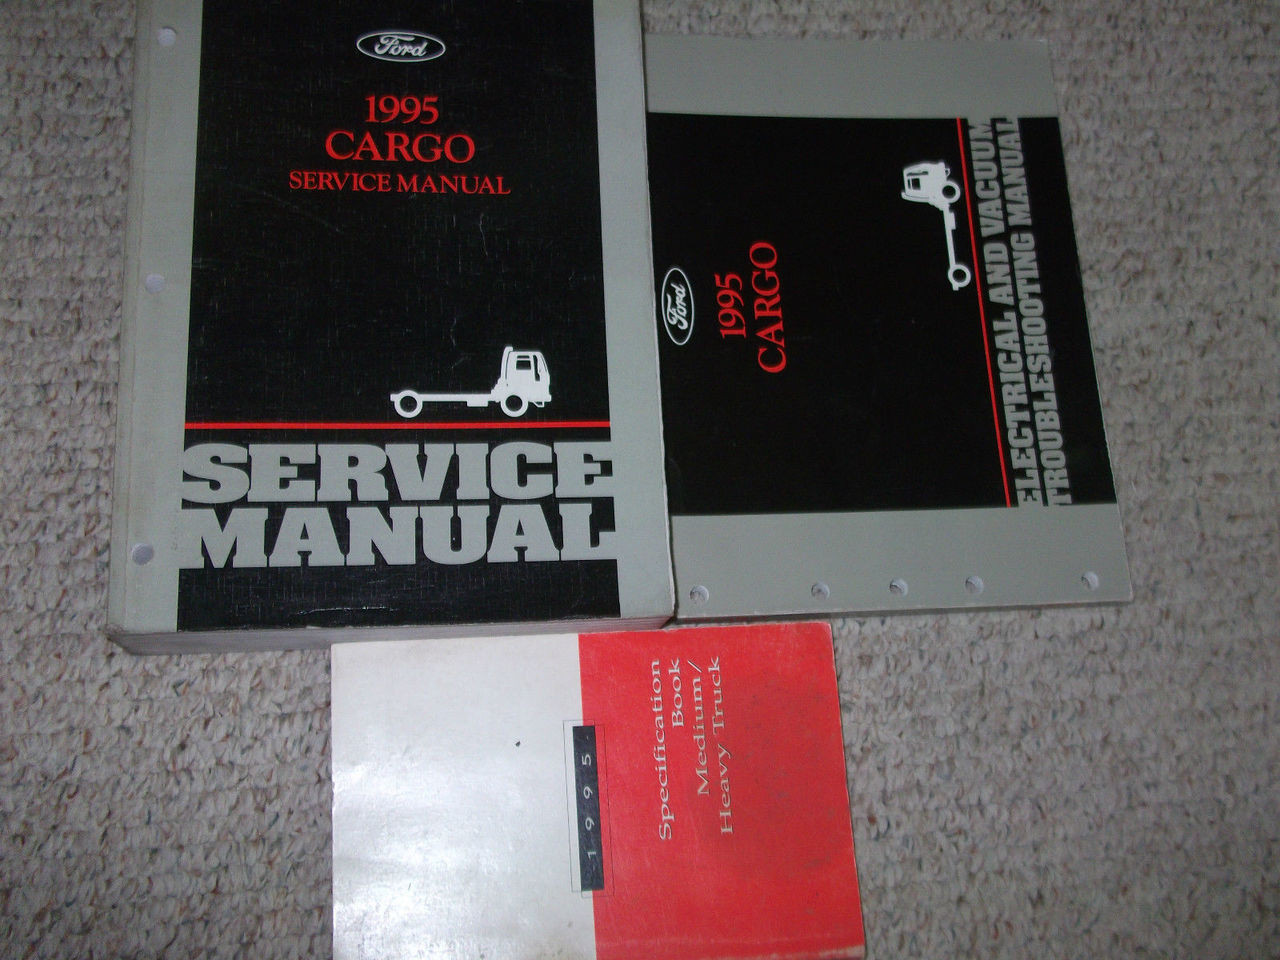 Ford
1995
CARGO
SERVICE MANUAL
SERVICE
MANUAL
Ford
1995
CARGO
ELECTRICAL AND VACUUM
TROUBLESHOOTING MANUAL
1995
Specification
Book
Medium/
Heavy Truck